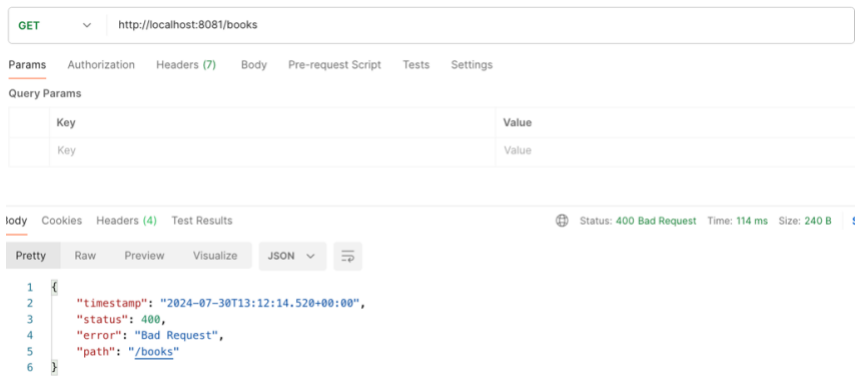 GET http://localhost:8081/books
Params Authorization Headers (7) Body Pre-request Script Tests Settings
Query Params
Key Value
Key Value
Body Cookies Headers (4) Test Results Status: 400 Bad Request Time: 114 ms Size: 240 B
Pretty Raw Preview Visualize JSON
1 {
2 "timestamp": "2024-07-30T13:12:14.520+00:00",
3 "status": 400,
4 "error": "Bad Request",
5 "path": "/books"
6 }